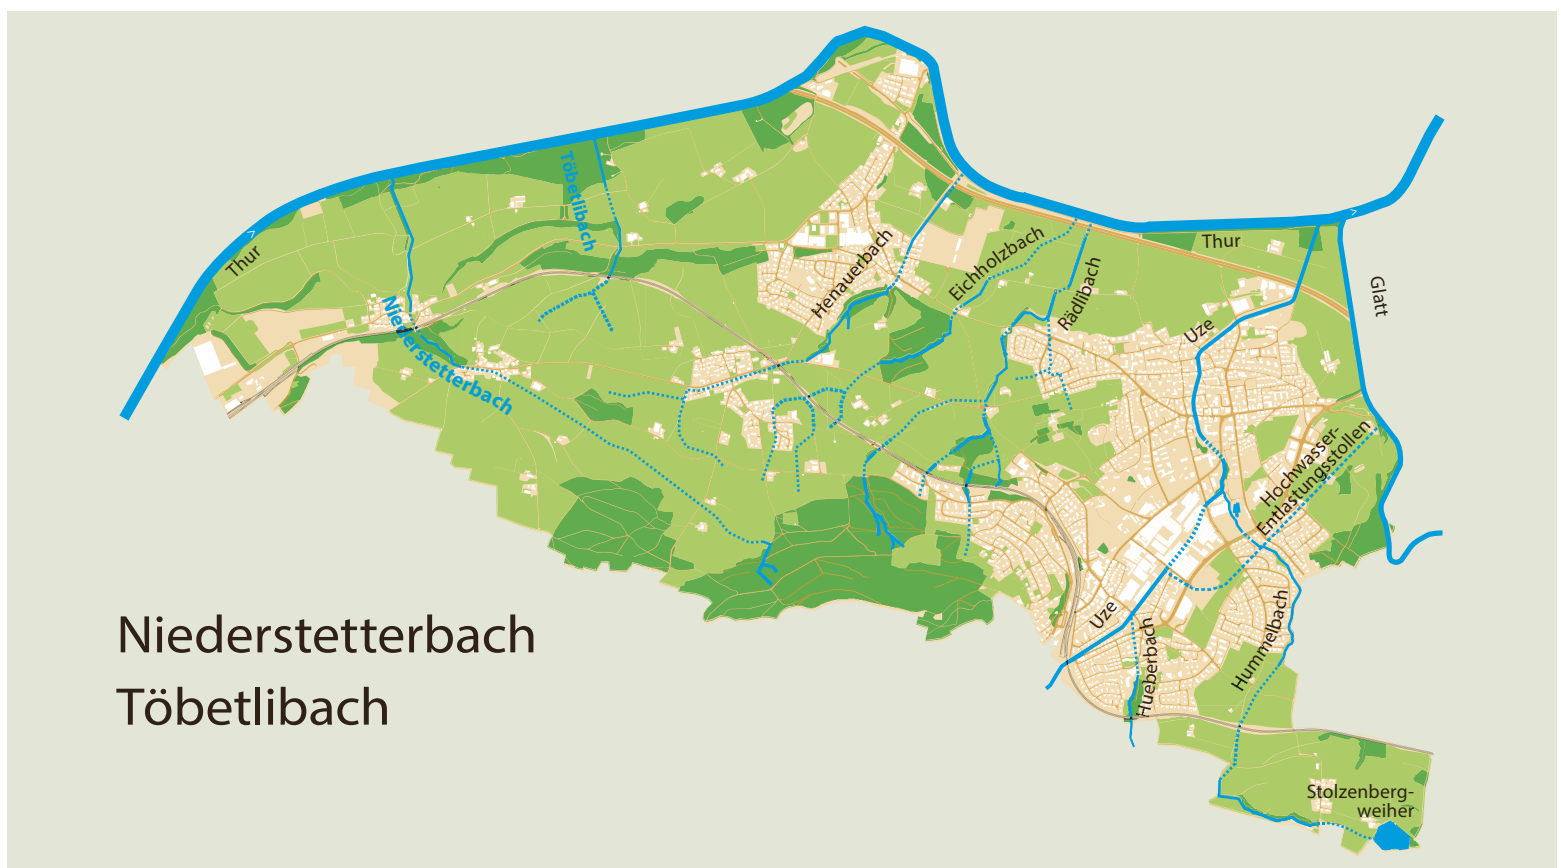 Töbetlibach
Thur
Niederstetterbach
Henauerbach
Eichholzbach
Rädlibach
Thur
Glatt
Uze
Hochwasser-
Entlastungsstollen
Uze
Hueberbach
Hummelbach
Stolzenberg-
weiher
Niederstetterbach
Töbetlibach